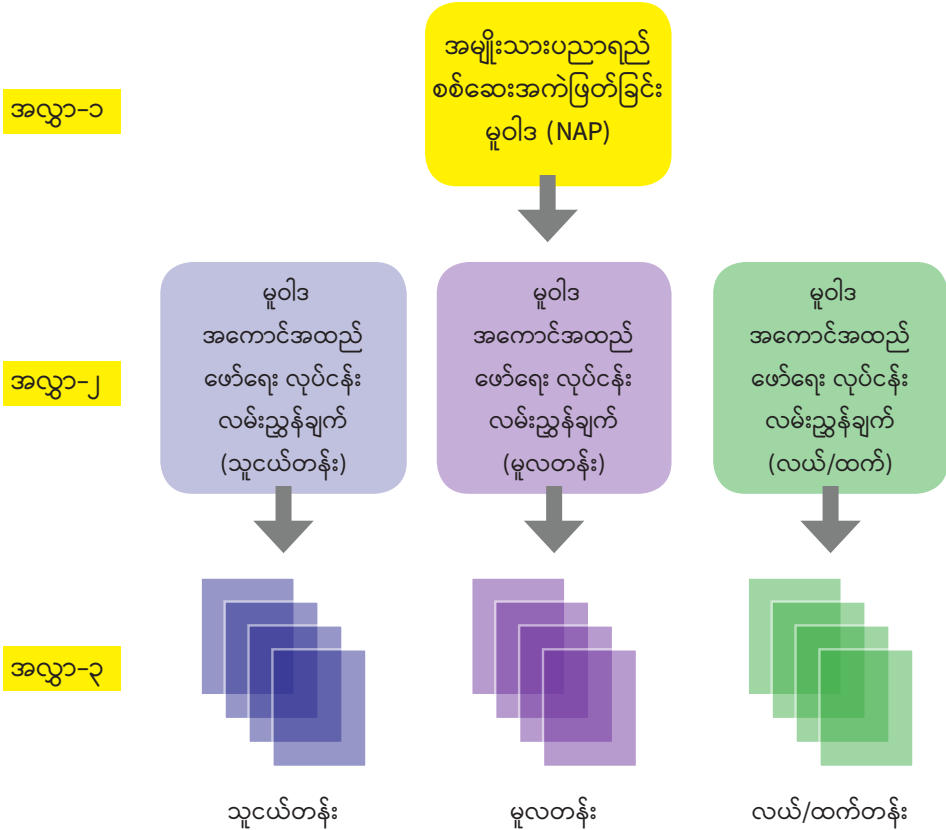 အမျိုးသားပညာရည်
စစ်ဆေးအကဲဖြတ်ခြင်း
မူဝါဒ (NAP)
အလွှာ-၁
မူဝါဒ
အကောင်အထည်
ဖော်ရေး လုပ်ငန်း
လမ်းညွှန်ချက်
(သူငယ်တန်း)
မူဝါဒ
အကောင်အထည်
ဖော်ရေး လုပ်ငန်း
လမ်းညွှန်ချက်
(မူလတန်း)
မူဝါဒ
အကောင်အထည်
ဖော်ရေး လုပ်ငန်း
လမ်းညွှန်ချက်
(လယ်/ထက်)
အလွှာ-၂
အလွှာ-၃
သူငယ်တန်း
မူလတန်း
လယ်/ထက်တန်း